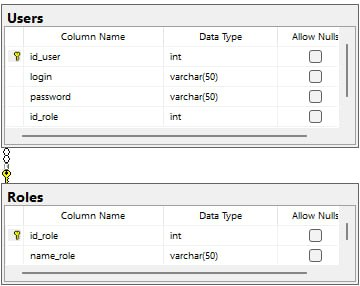 Users
Column Name Data Type Allow Nulls
id_user int
login varchar(50)
password varchar(50)
id_role int
Roles
Column Name Data Type Allow Nulls
id_role int
name_role varchar(50)